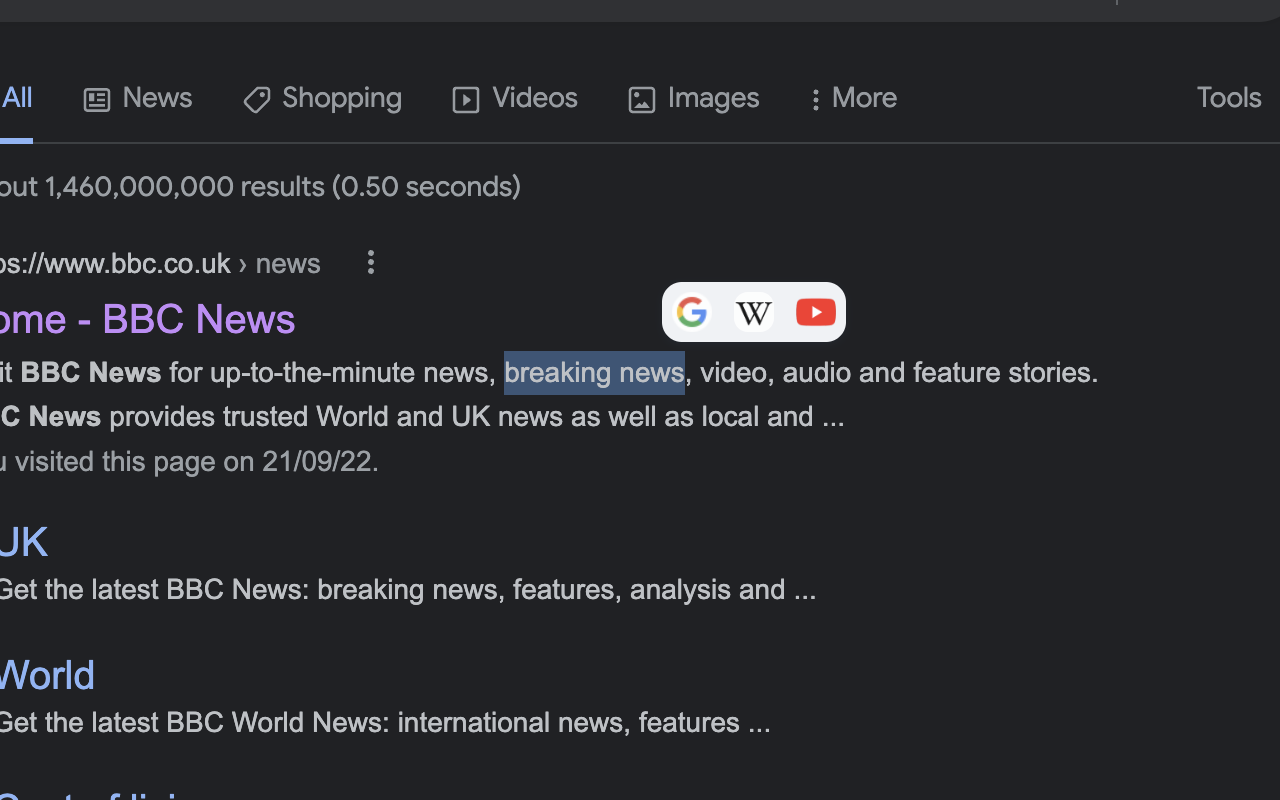 All News Shopping Videos Images More Tools
out 1,460,000,000 results (0.50 seconds)
ps://www.bbc.co.uk › news
ome - BBC News
W
it BBC News for up-to-the-minute news, breaking news, video, audio and feature stories.
C News provides trusted World and UK news as well as local and ...
u visited this page on 21/09/22.
UK
Get the latest BBC News: breaking news, features, analysis and ...
World
Get the latest BBC World News: international news, features ...